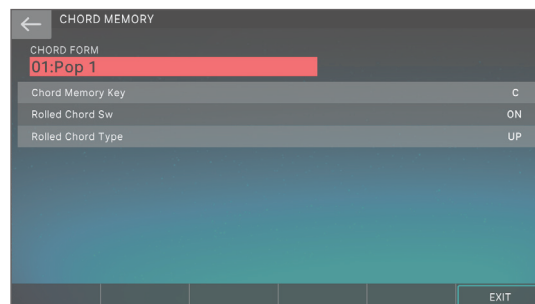 CHORD MEMORY
CHORD FORM
01:Pop 1
Chord Memory Key C
Rolled Chord Sw ON
Rolled Chord Type UP
EXIT